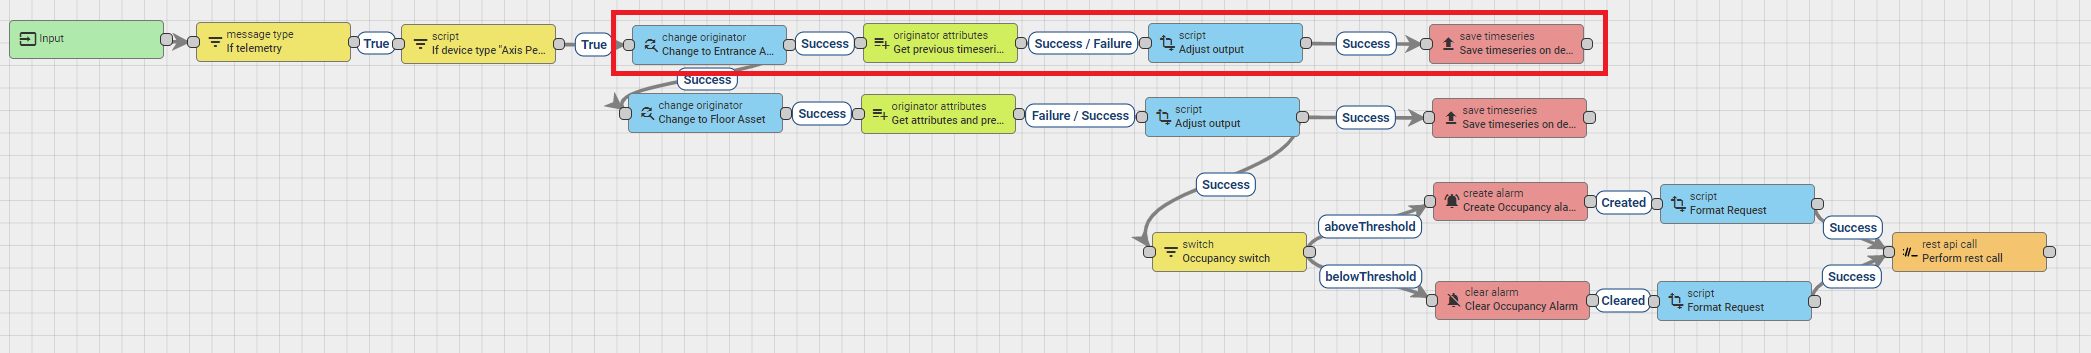 Input
message type
If telemetry
True
script
If device type "Axis Pe...
True
change originator
Change to Entrance A...
Success
originator attributes
Get previous timeseri...
Success / Failure
script
Adjust output
Success
save timeseries
Save timeseries on de...
Success
change originator
Change to Floor Asset
Success
originator attributes
Get attributes and pre...
Failure / Success
script
Adjust output
Success
save timeseries
Save timeseries on de...
Success
switch
Occupancy switch
aboveThreshold
create alarm
Create Occupancy ala...
Created
script
Format Request
Success
belowThreshold
clear alarm
Clear Occupancy Alarm
Cleared
script
Format Request
Success
rest api call
Perform rest call